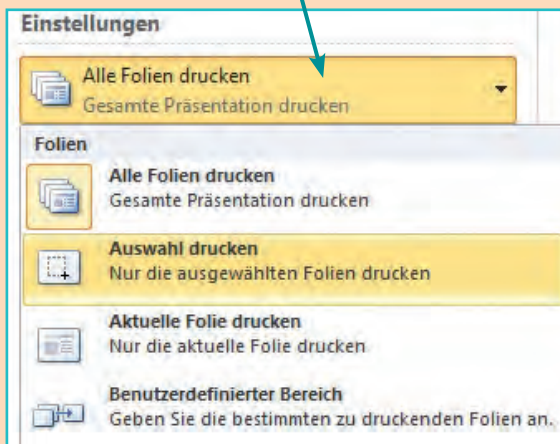 Einstellungen
Alle Folien drucken
Gesamte Präsentation drucken
Folien
Alle Folien drucken
Gesamte Präsentation drucken
Auswahl drucken
Nur die ausgewählten Folien drucken
Aktuelle Folie drucken
Nur die aktuelle Folie drucken
Benutzerdefinierter Bereich
Geben Sie die bestimmten zu druckenden Folien an.